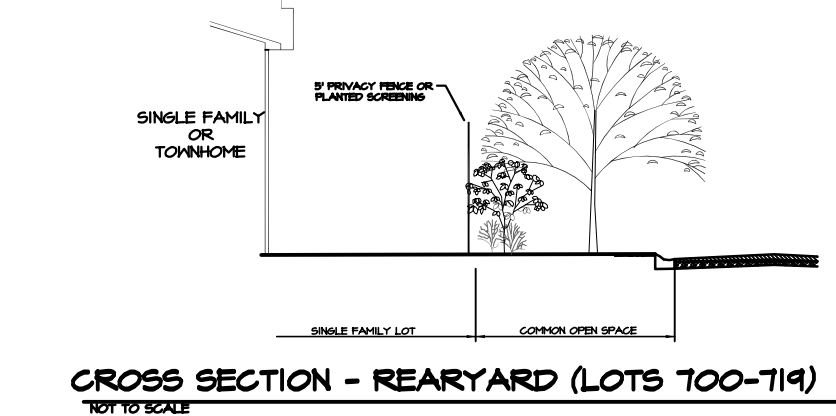 5' PRIVACY FENCE OR
PLANTED SCREENING
SINGLE FAMILY
OR
TOWNHOME
SINGLE FAMILY LOT
COMMON OPEN SPACE
CROSS SECTION - REARYARD (LOTS 700-719)
NOT TO SCALE